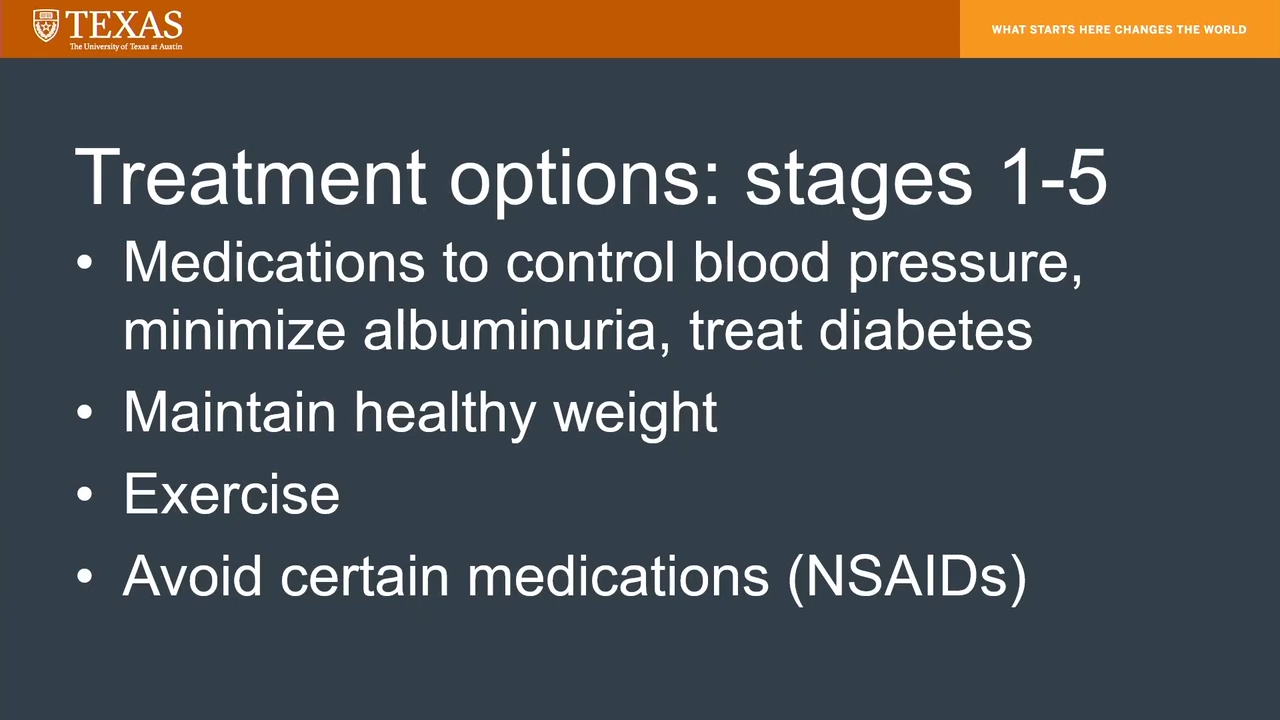 TEXAS
The University of Texas at Austin
WHAT STARTS HERE CHANGES THE WORLD
Treatment options: stages 1-5
• Medications to control blood pressure,
minimize albuminuria, treat diabetes
• Maintain healthy weight
• Exercise
• Avoid certain medications (NSAIDs)